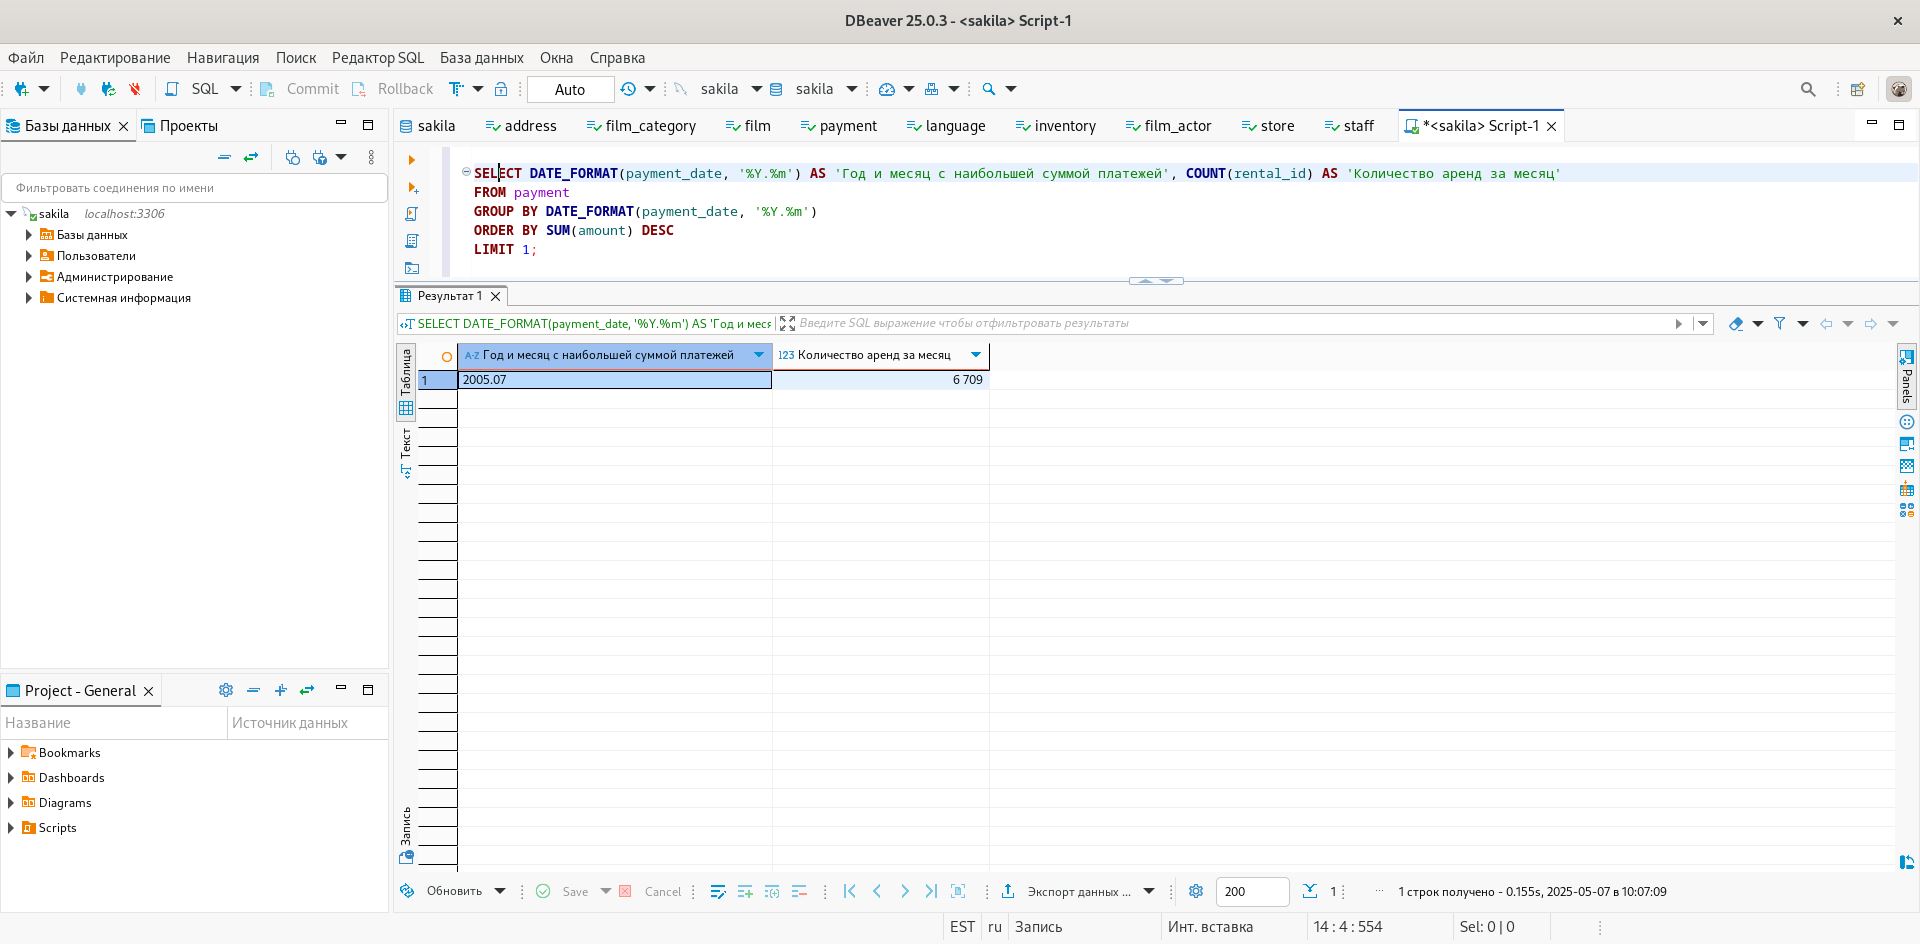 DBeaver 25.0.3 - <sakila> Script-1
Файл Редактирование Навигация Поиск Редактор SQL База данных Окна Справка
SQL Commit Rollback Auto sakila sakila
Базы данных Проекты
sakila address film_category film payment language inventory film_actor store staff *<sakila> Script-1
Фильтровать соединения по имени
sakila localhost:3306
Базы данных
Пользователи
Администрирование
Системная информация
SELECT DATE_FORMAT(payment_date, '%Y.%m') AS 'Год и месяц с наибольшей суммой платежей', COUNT(rental_id) AS 'Количество аренд за месяц'
FROM payment
GROUP BY DATE_FORMAT(payment_date, '%Y.%m')
ORDER BY SUM(amount) DESC
LIMIT 1;
Результат 1
SELECT DATE_FORMAT(payment_date, '%Y.%m') AS 'Год и меся
Введите SQL выражение чтобы отфильтровать результаты
Таблица
Текст
Запись
A-Z Год и месяц с наибольшей суммой платежей 123 Количество аренд за месяц
1 2005.07 6 709
Panels
Project - General
Название Источник данных
Bookmarks
Dashboards
Diagrams
Scripts
Обновить Save Cancel Экспорт данных ... 200 1 ... 1 строк получено - 0.155s, 2025-05-07 в 10:07:09
EST ru Запись Инт. вставка 14 : 4 : 554 Sel: 0 | 0